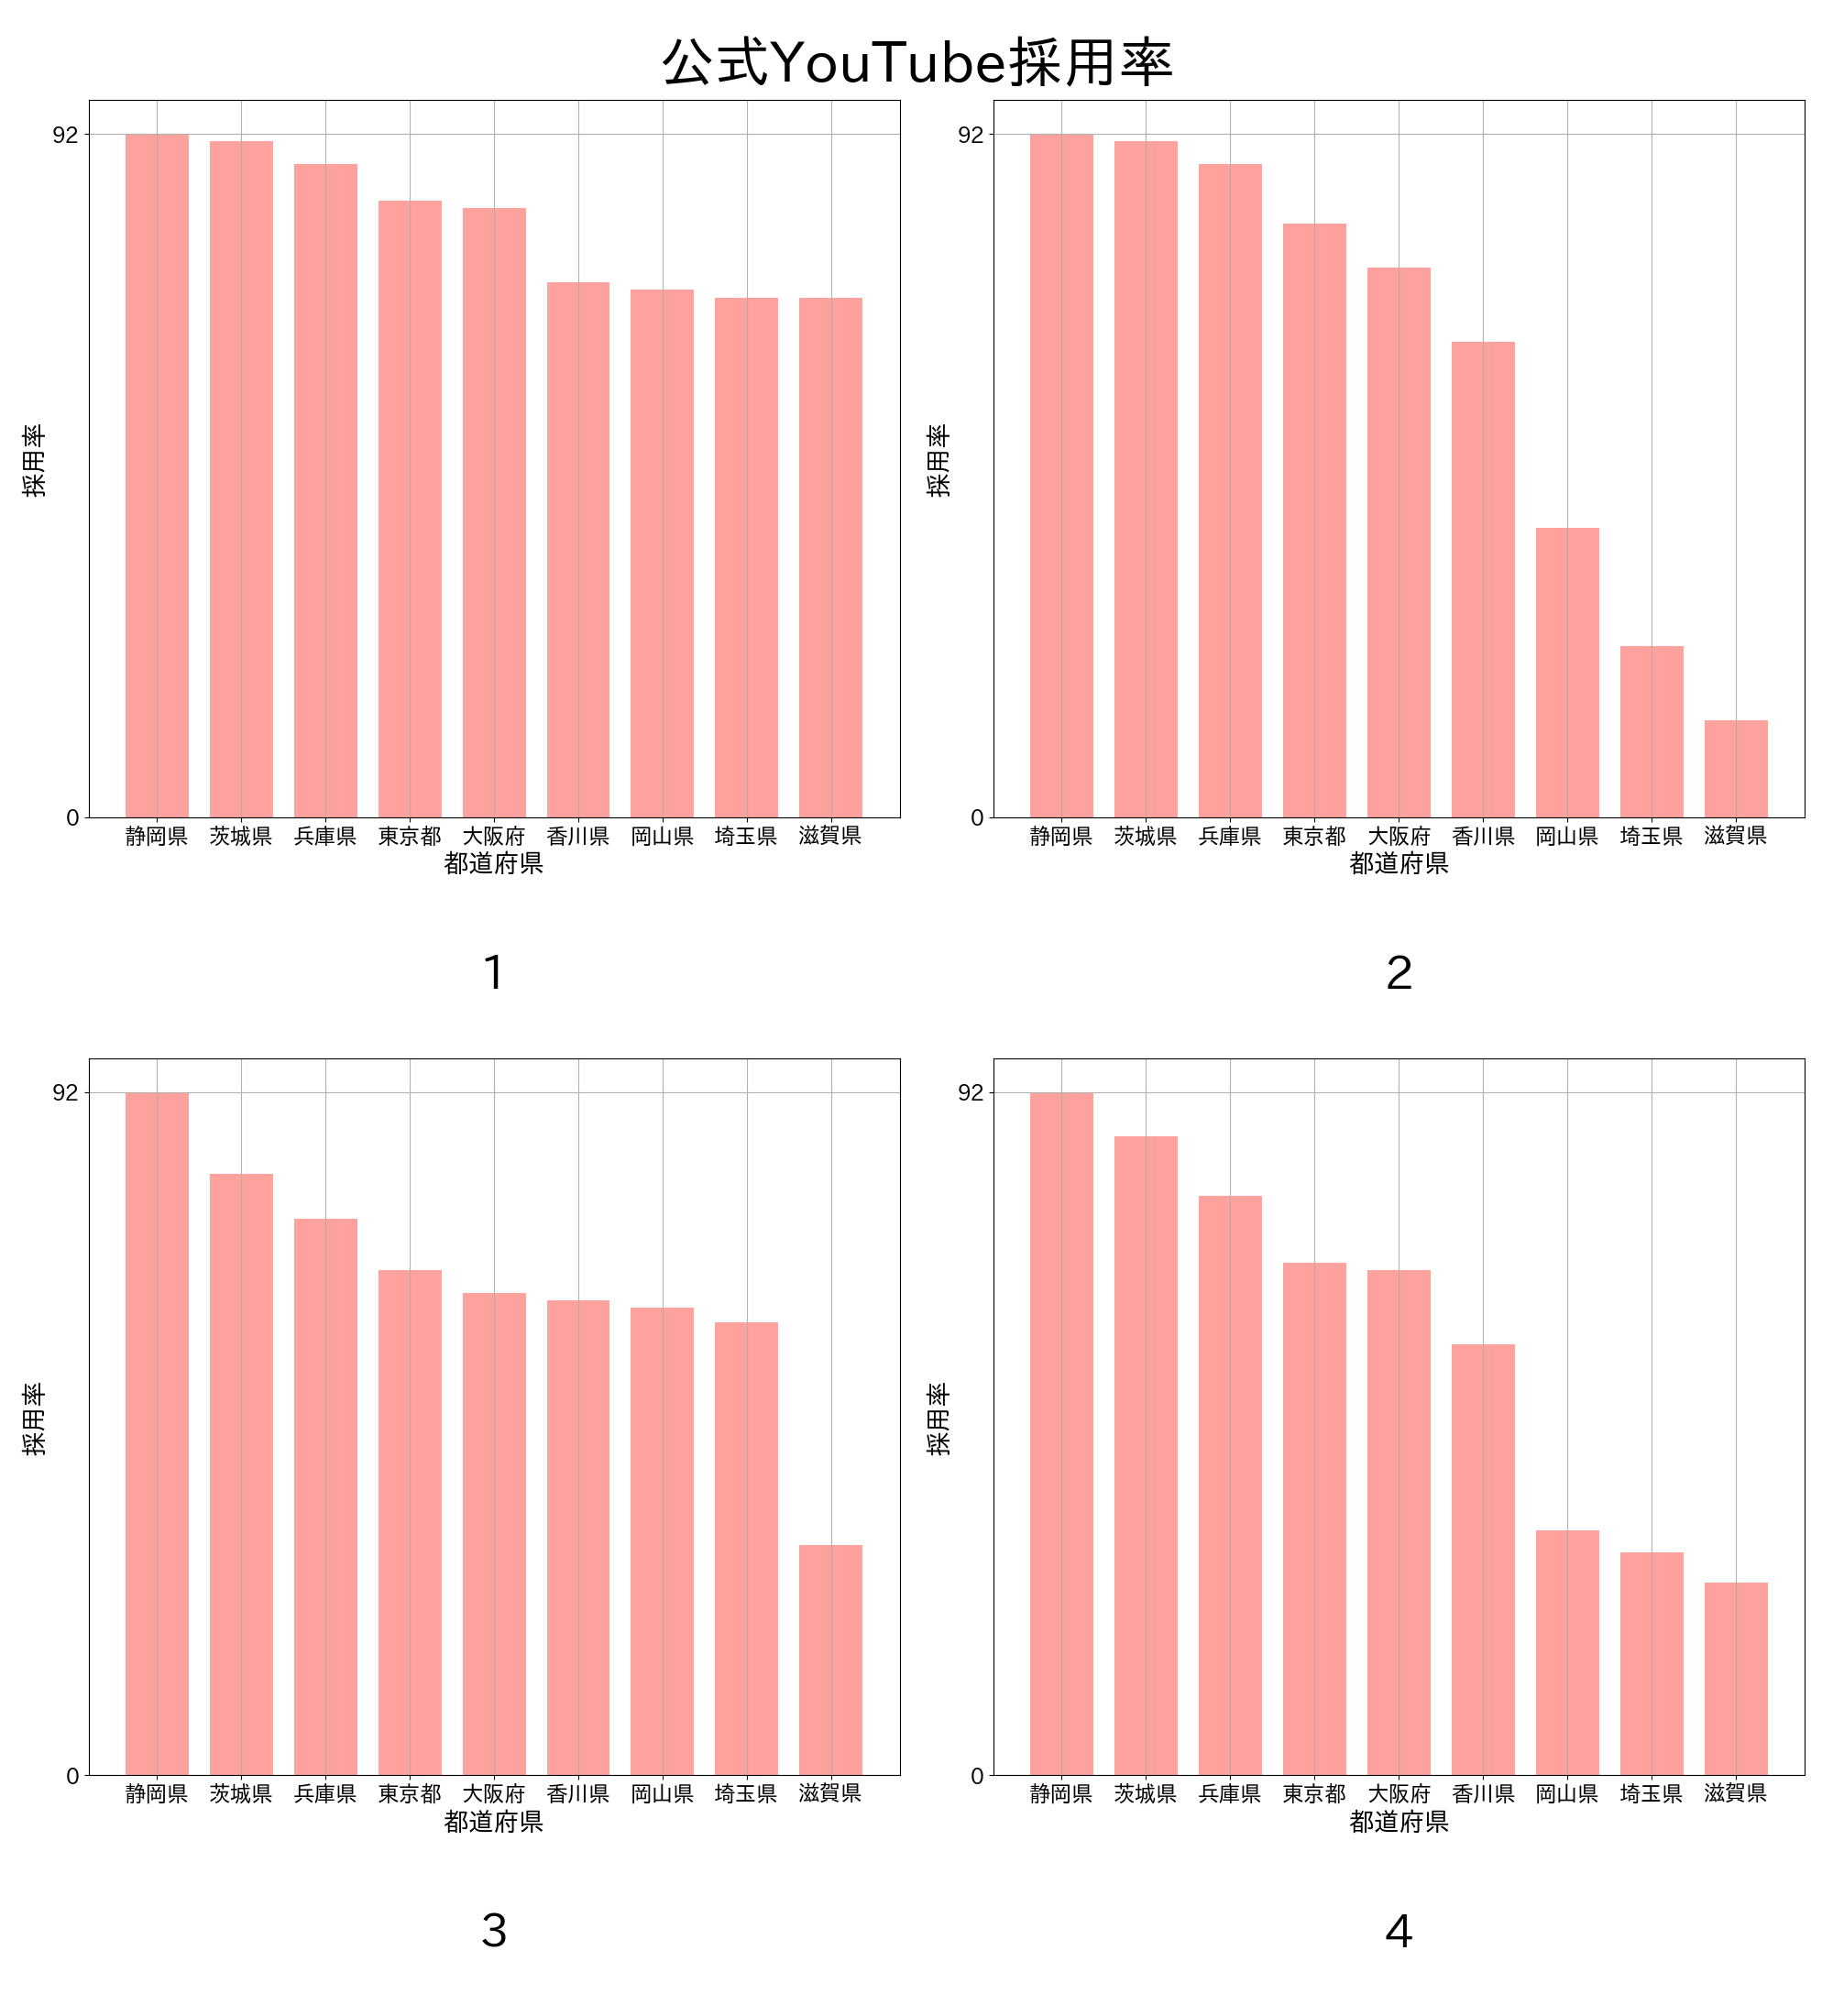 公式YouTube採用率
92
0
採用率
静岡県 茨城県 兵庫県 東京都 大阪府 香川県 岡山県 埼玉県 滋賀県
都道府県
1
92
0
採用率
静岡県 茨城県 兵庫県 東京都 大阪府 香川県 岡山県 埼玉県 滋賀県
都道府県
2
92
0
採用率
静岡県 茨城県 兵庫県 東京都 大阪府 香川県 岡山県 埼玉県 滋賀県
都道府県
3
92
0
採用率
静岡県 茨城県 兵庫県 東京都 大阪府 香川県 岡山県 埼玉県 滋賀県
都道府県
4